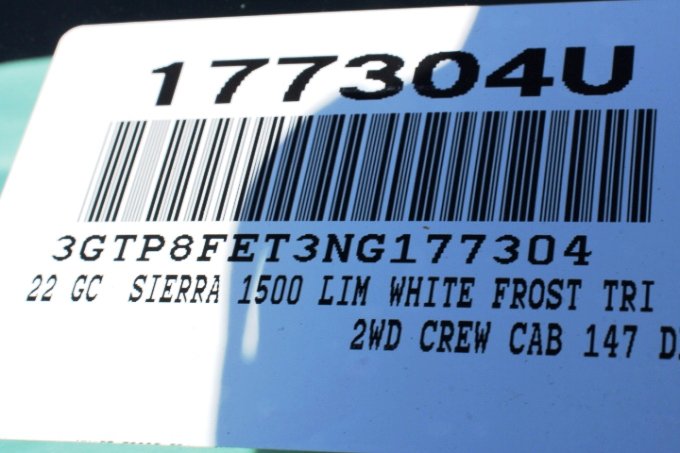 177304U
3GTP8FET3NG177304
22 GC SIERRA 1500 LIM WHITE FROST TRI
2WD CREW CAB 147